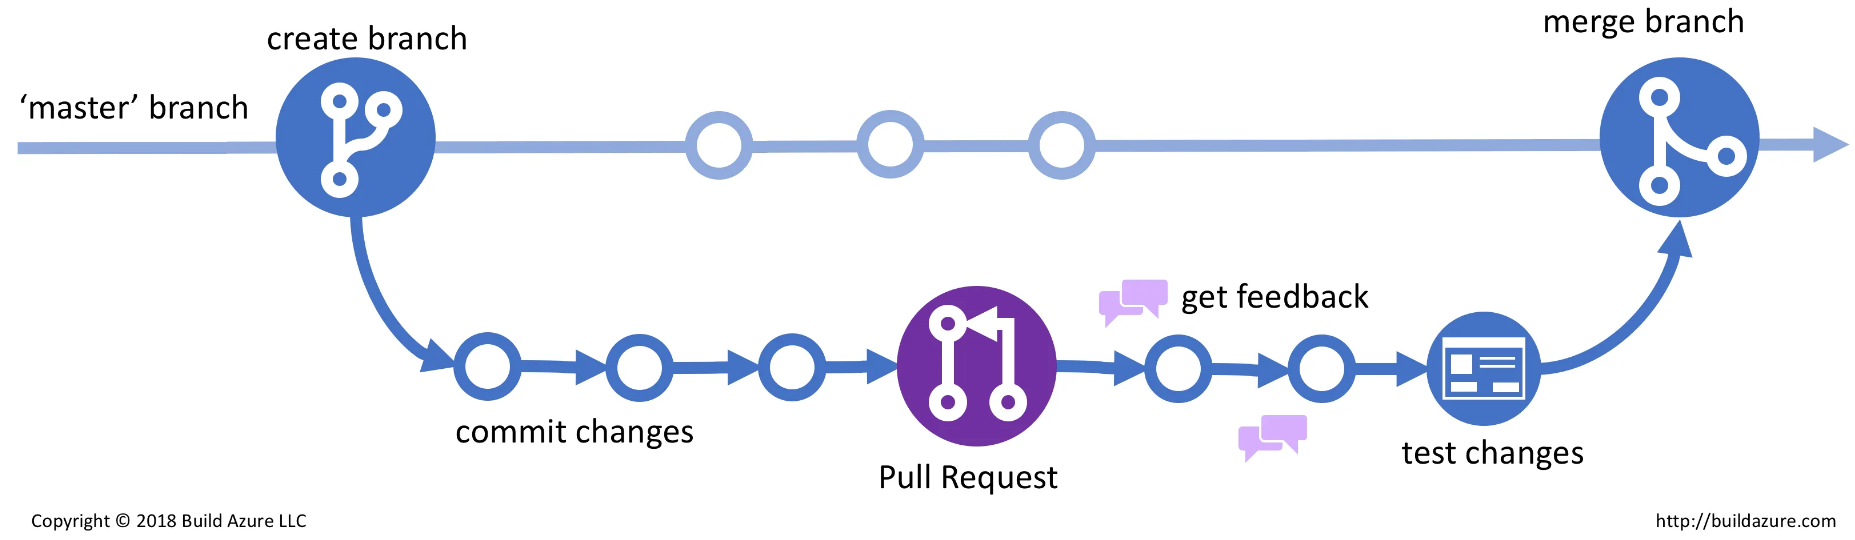 create branch
merge branch
‘master’ branch
get feedback
commit changes
test changes
Pull Request
Copyright © 2018 Build Azure LLC
http://buildazure.com